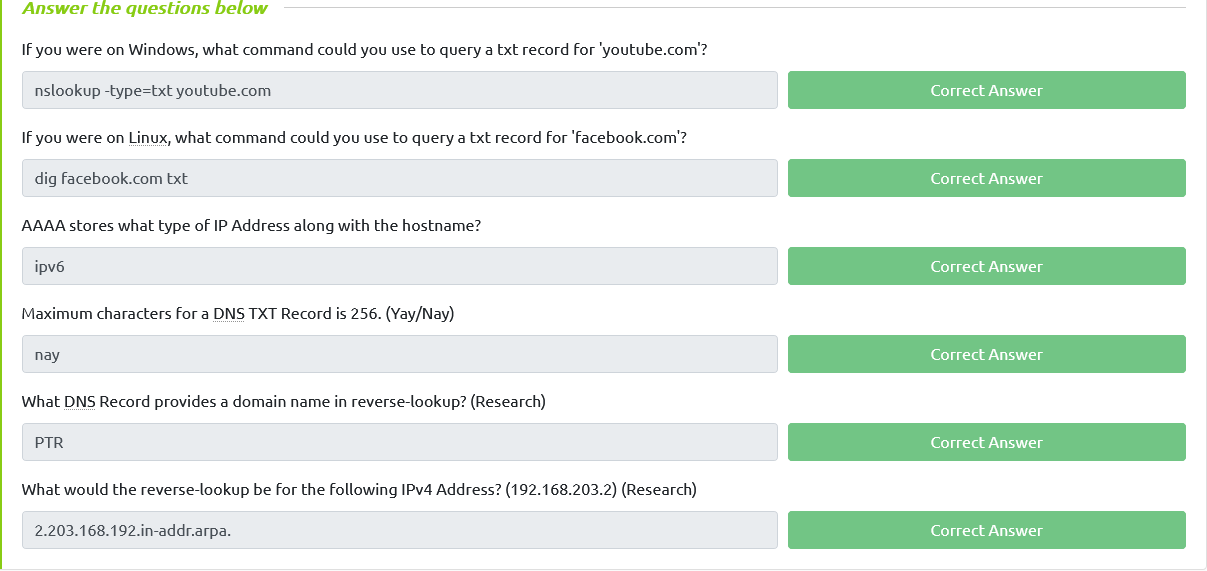 Answer the questions below
If you were on Windows, what command could you use to query a txt record for 'youtube.com'?
nslookup -type=txt youtube.com
Correct Answer
If you were on Linux, what command could you use to query a txt record for 'facebook.com'?
dig facebook.com txt
Correct Answer
AAAA stores what type of IP Address along with the hostname?
ipv6
Correct Answer
Maximum characters for a DNS TXT Record is 256. (Yay/Nay)
nay
Correct Answer
What DNS Record provides a domain name in reverse-lookup? (Research)
PTR
Correct Answer
What would the reverse-lookup be for the following IPv4 Address? (192.168.203.2) (Research)
2.203.168.192.in-addr.arpa.
Correct Answer